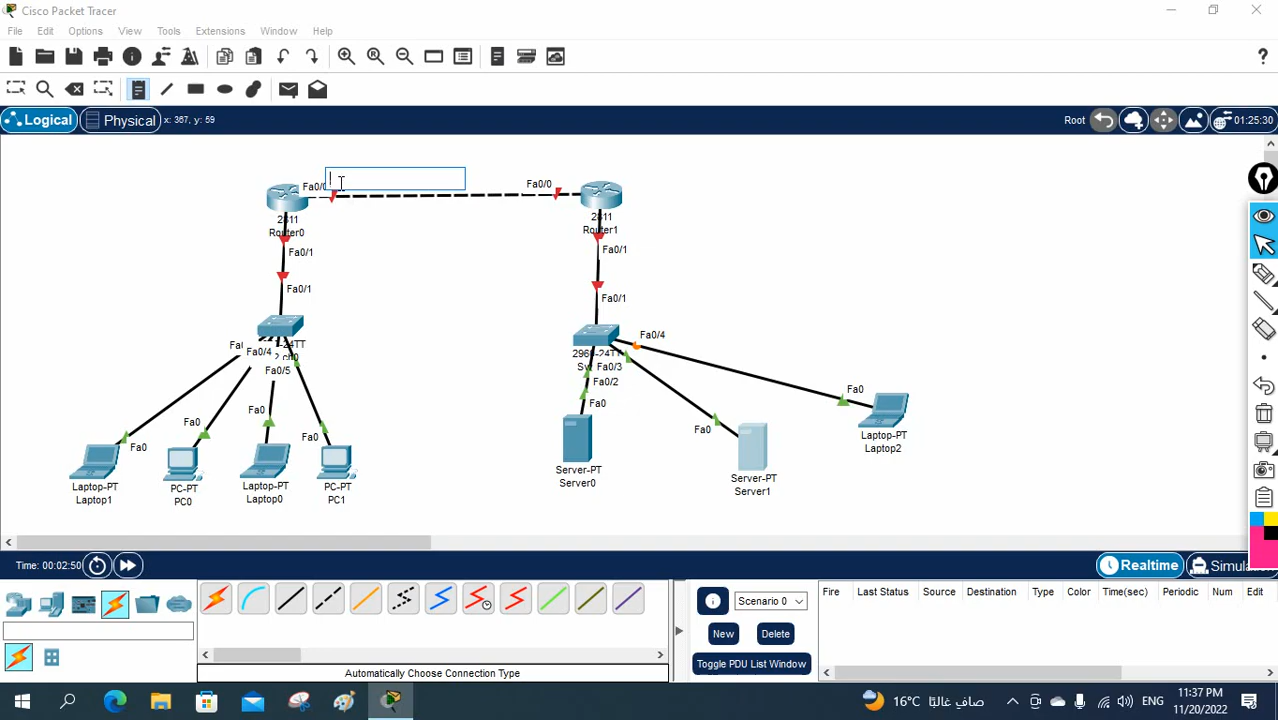 Cisco Packet Tracer
File Edit Options View Tools Extensions Window Help
Logical Physical x: 367, y: 59 Root 01:25:30
Fa0/0 Fa0/0
2811 2811
Router0 Router1
Fa0/1 Fa0/1
Fa0/1 Fa0/1
Fa0/4 Fa0/4
-24TT
Fa0/3
Fa0/5 Fa0/2
Fa0 Fa0 Fa0
Fa0 Fa0 Fa0 Fa0
Laptop-PT Laptop2
Laptop-PT Laptop1
PC-PT PC0
Laptop-PT Laptop0
PC-PT PC1
Server-PT Server0
Server-PT Server1
Time: 00:02:50 Realtime Simulation
Scenario 0
New Delete
Toggle PDU List Window
Fire Last Status Source Destination Type Color Time(sec) Periodic Num Edit
Automatically Choose Connection Type
16°C صافٍ غالبًا ENG 11:37 PM
11/20/2022